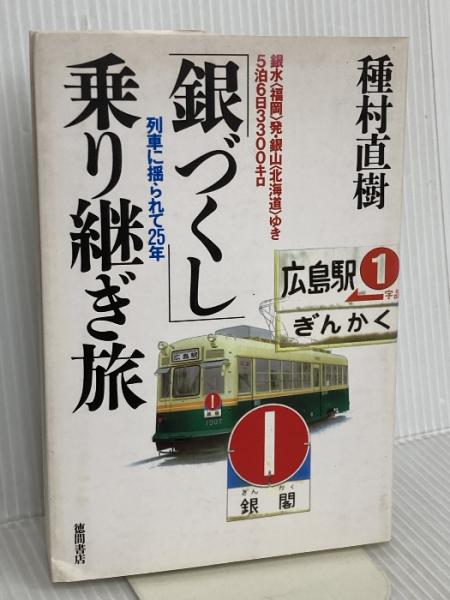 種村直樹
銀水〈福岡〉発・銀山〈北海道〉ゆき
5泊6日3300キロ
「銀づくし」
乗り継ぎ旅
列車に揺られて25年
広島駅 1
宇品
ぎんかく
広島駅
1
1907
ぎん かく
銀閣
徳間書店